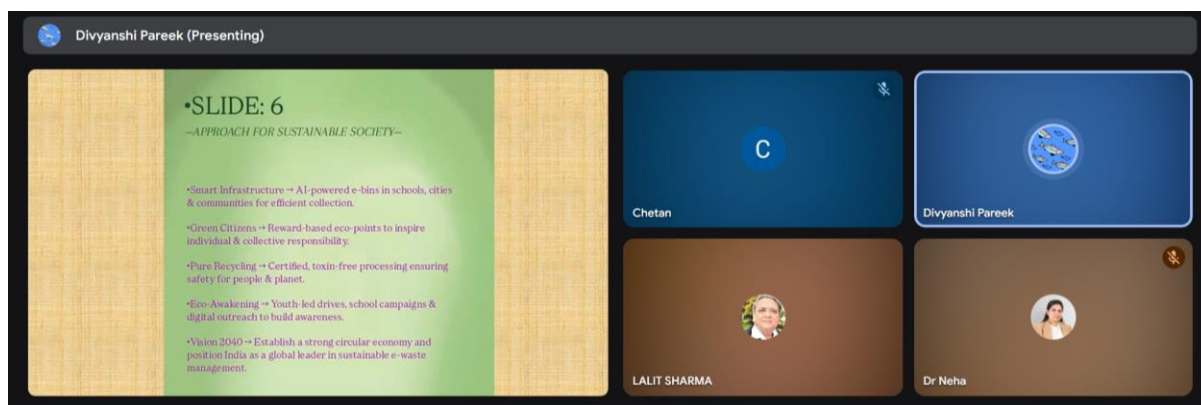 Divyanshi Pareek (Presenting)
•SLIDE: 6
–APPROACH FOR SUSTAINABLE SOCIETY–
•Smart Infrastructure → AI-powered e-bins in schools, cities
& communities for efficient collection.
•Green Citizens → Reward-based eco-points to inspire
individual & collective responsibility.
•Pure Recycling → Certified, toxin-free processing ensuring
safety for people & planet.
•Eco-Awakening → Youth-led drives, school campaigns &
digital outreach to build awareness.
•Vision 2040 → Establish a strong circular economy and
position India as a global leader in sustainable e-waste
management.
C
Chetan
Divyanshi Pareek
LALIT SHARMA
Dr Neha